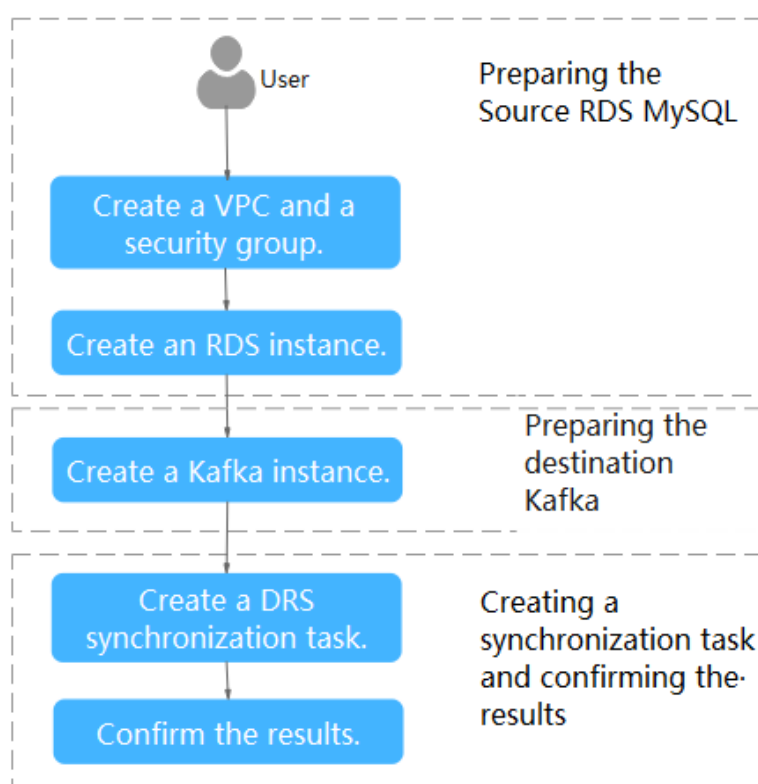 User
Preparing the
Source RDS MySQL
Create a VPC and a
security group.
Create an RDS instance.
Preparing the
destination
Kafka
Create a Kafka instance.
Create a DRS
synchronization task.
Creating a
synchronization task
and confirming the·
results
Confirm the results.